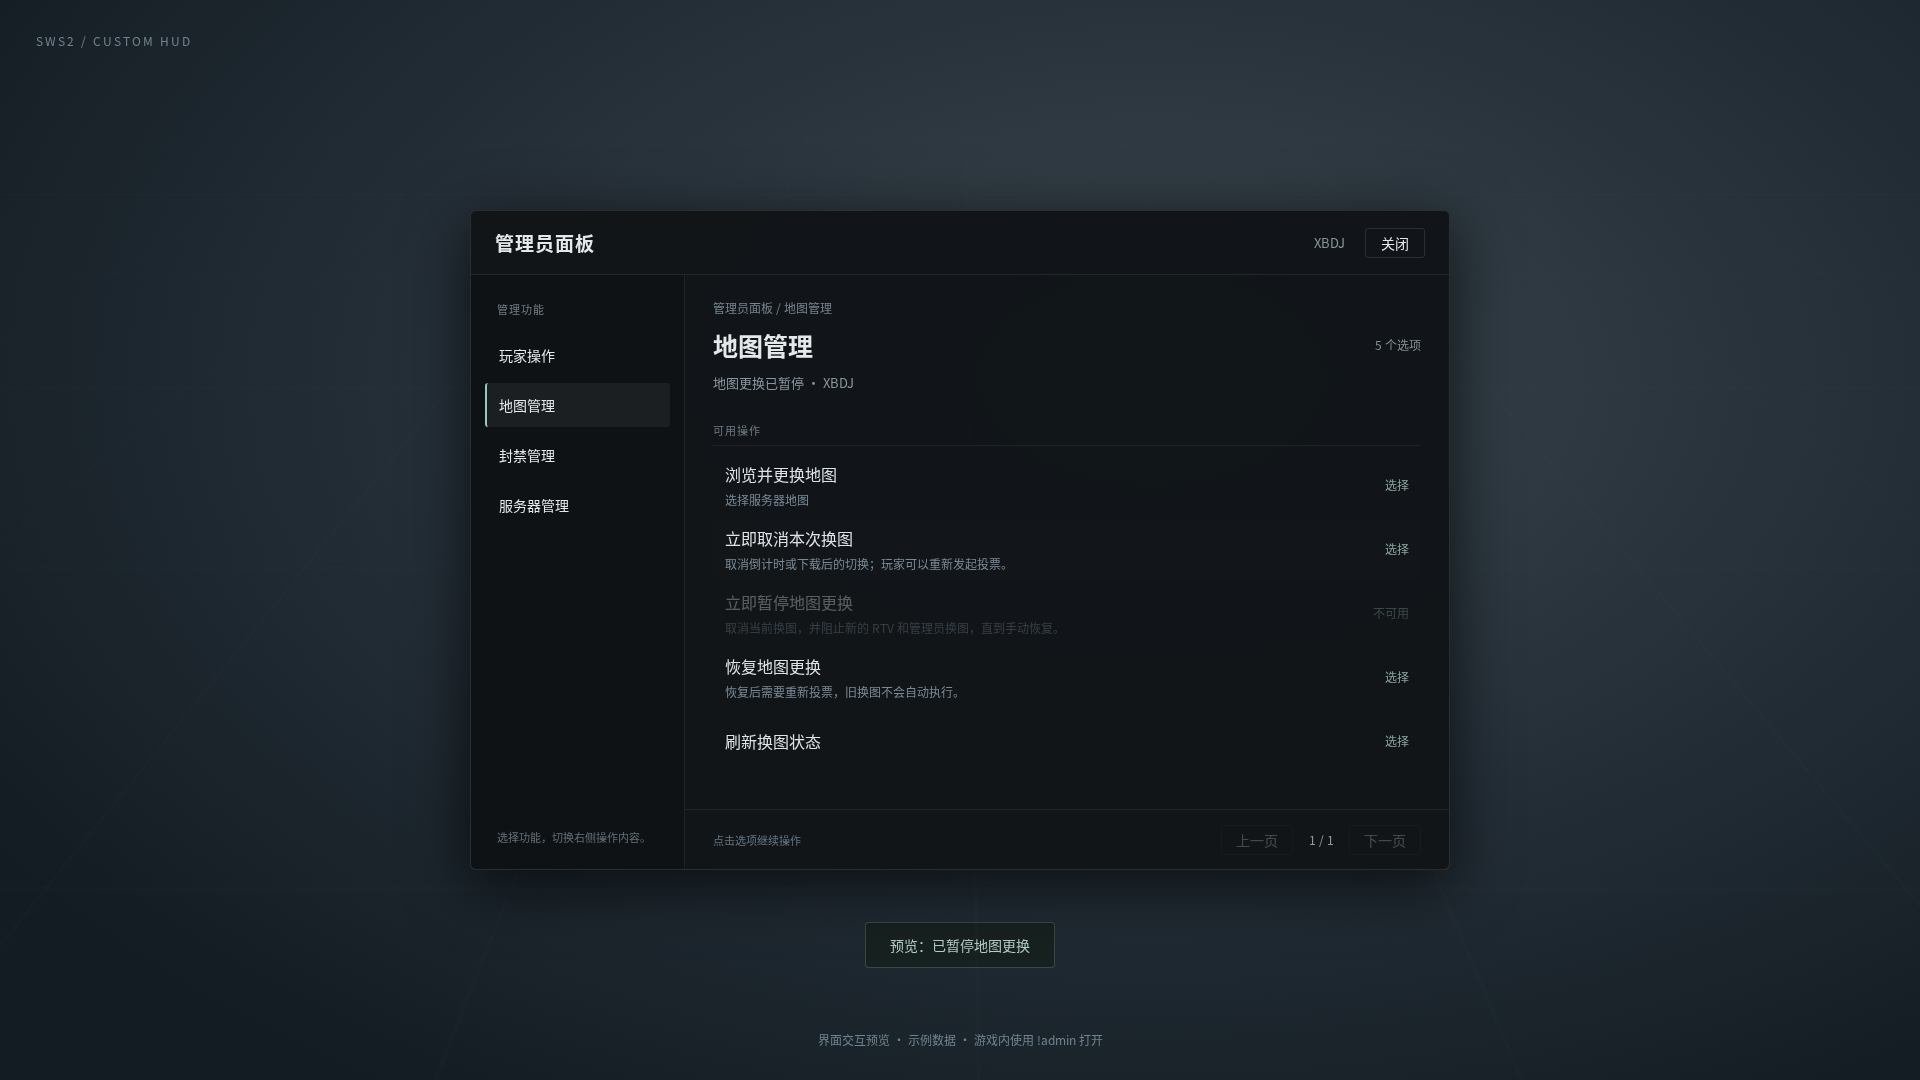 SWS2 / CUSTOM HUD
管理员面板
XBDJ
关闭
管理功能
玩家操作
地图管理
封禁管理
服务器管理
选择功能，切换右侧操作内容。
管理员面板 / 地图管理
地图管理
5 个选项
地图更换已暂停 · XBDJ
可用操作
浏览并更换地图
选择服务器地图
选择
立即取消本次换图
取消倒计时或下载后的切换；玩家可以重新发起投票。
选择
立即暂停地图更换
取消当前换图，并阻止新的 RTV 和管理员换图，直到手动恢复。
不可用
恢复地图更换
恢复后需要重新投票，旧换图不会自动执行。
选择
刷新换图状态
选择
点击选项继续操作
上一页
1 / 1
下一页
预览：已暂停地图更换
界面交互预览 · 示例数据 · 游戏内使用 !admin 打开